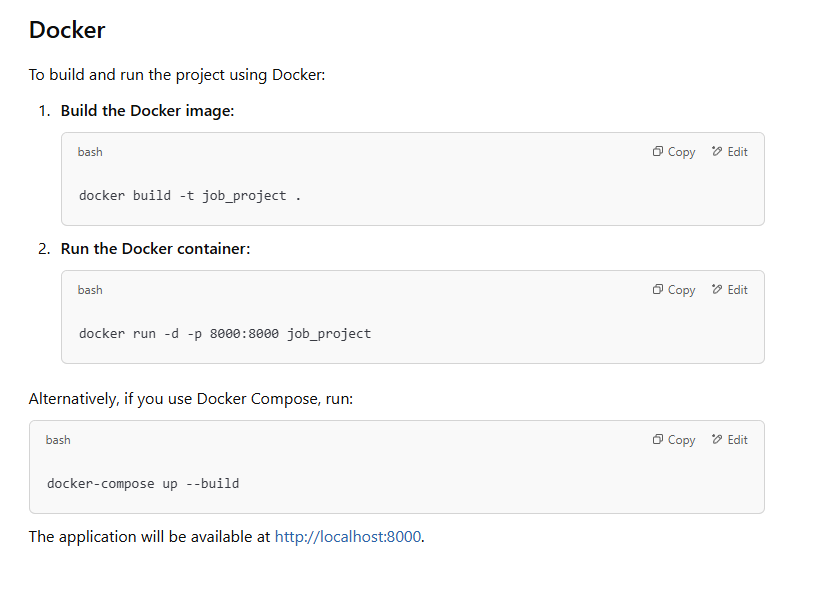 Docker
To build and run the project using Docker:
1. Build the Docker image:
bash Copy Edit
docker build -t job_project .
2. Run the Docker container:
bash Copy Edit
docker run -d -p 8000:8000 job_project
Alternatively, if you use Docker Compose, run:
bash Copy Edit
docker-compose up --build
The application will be available at http://localhost:8000.